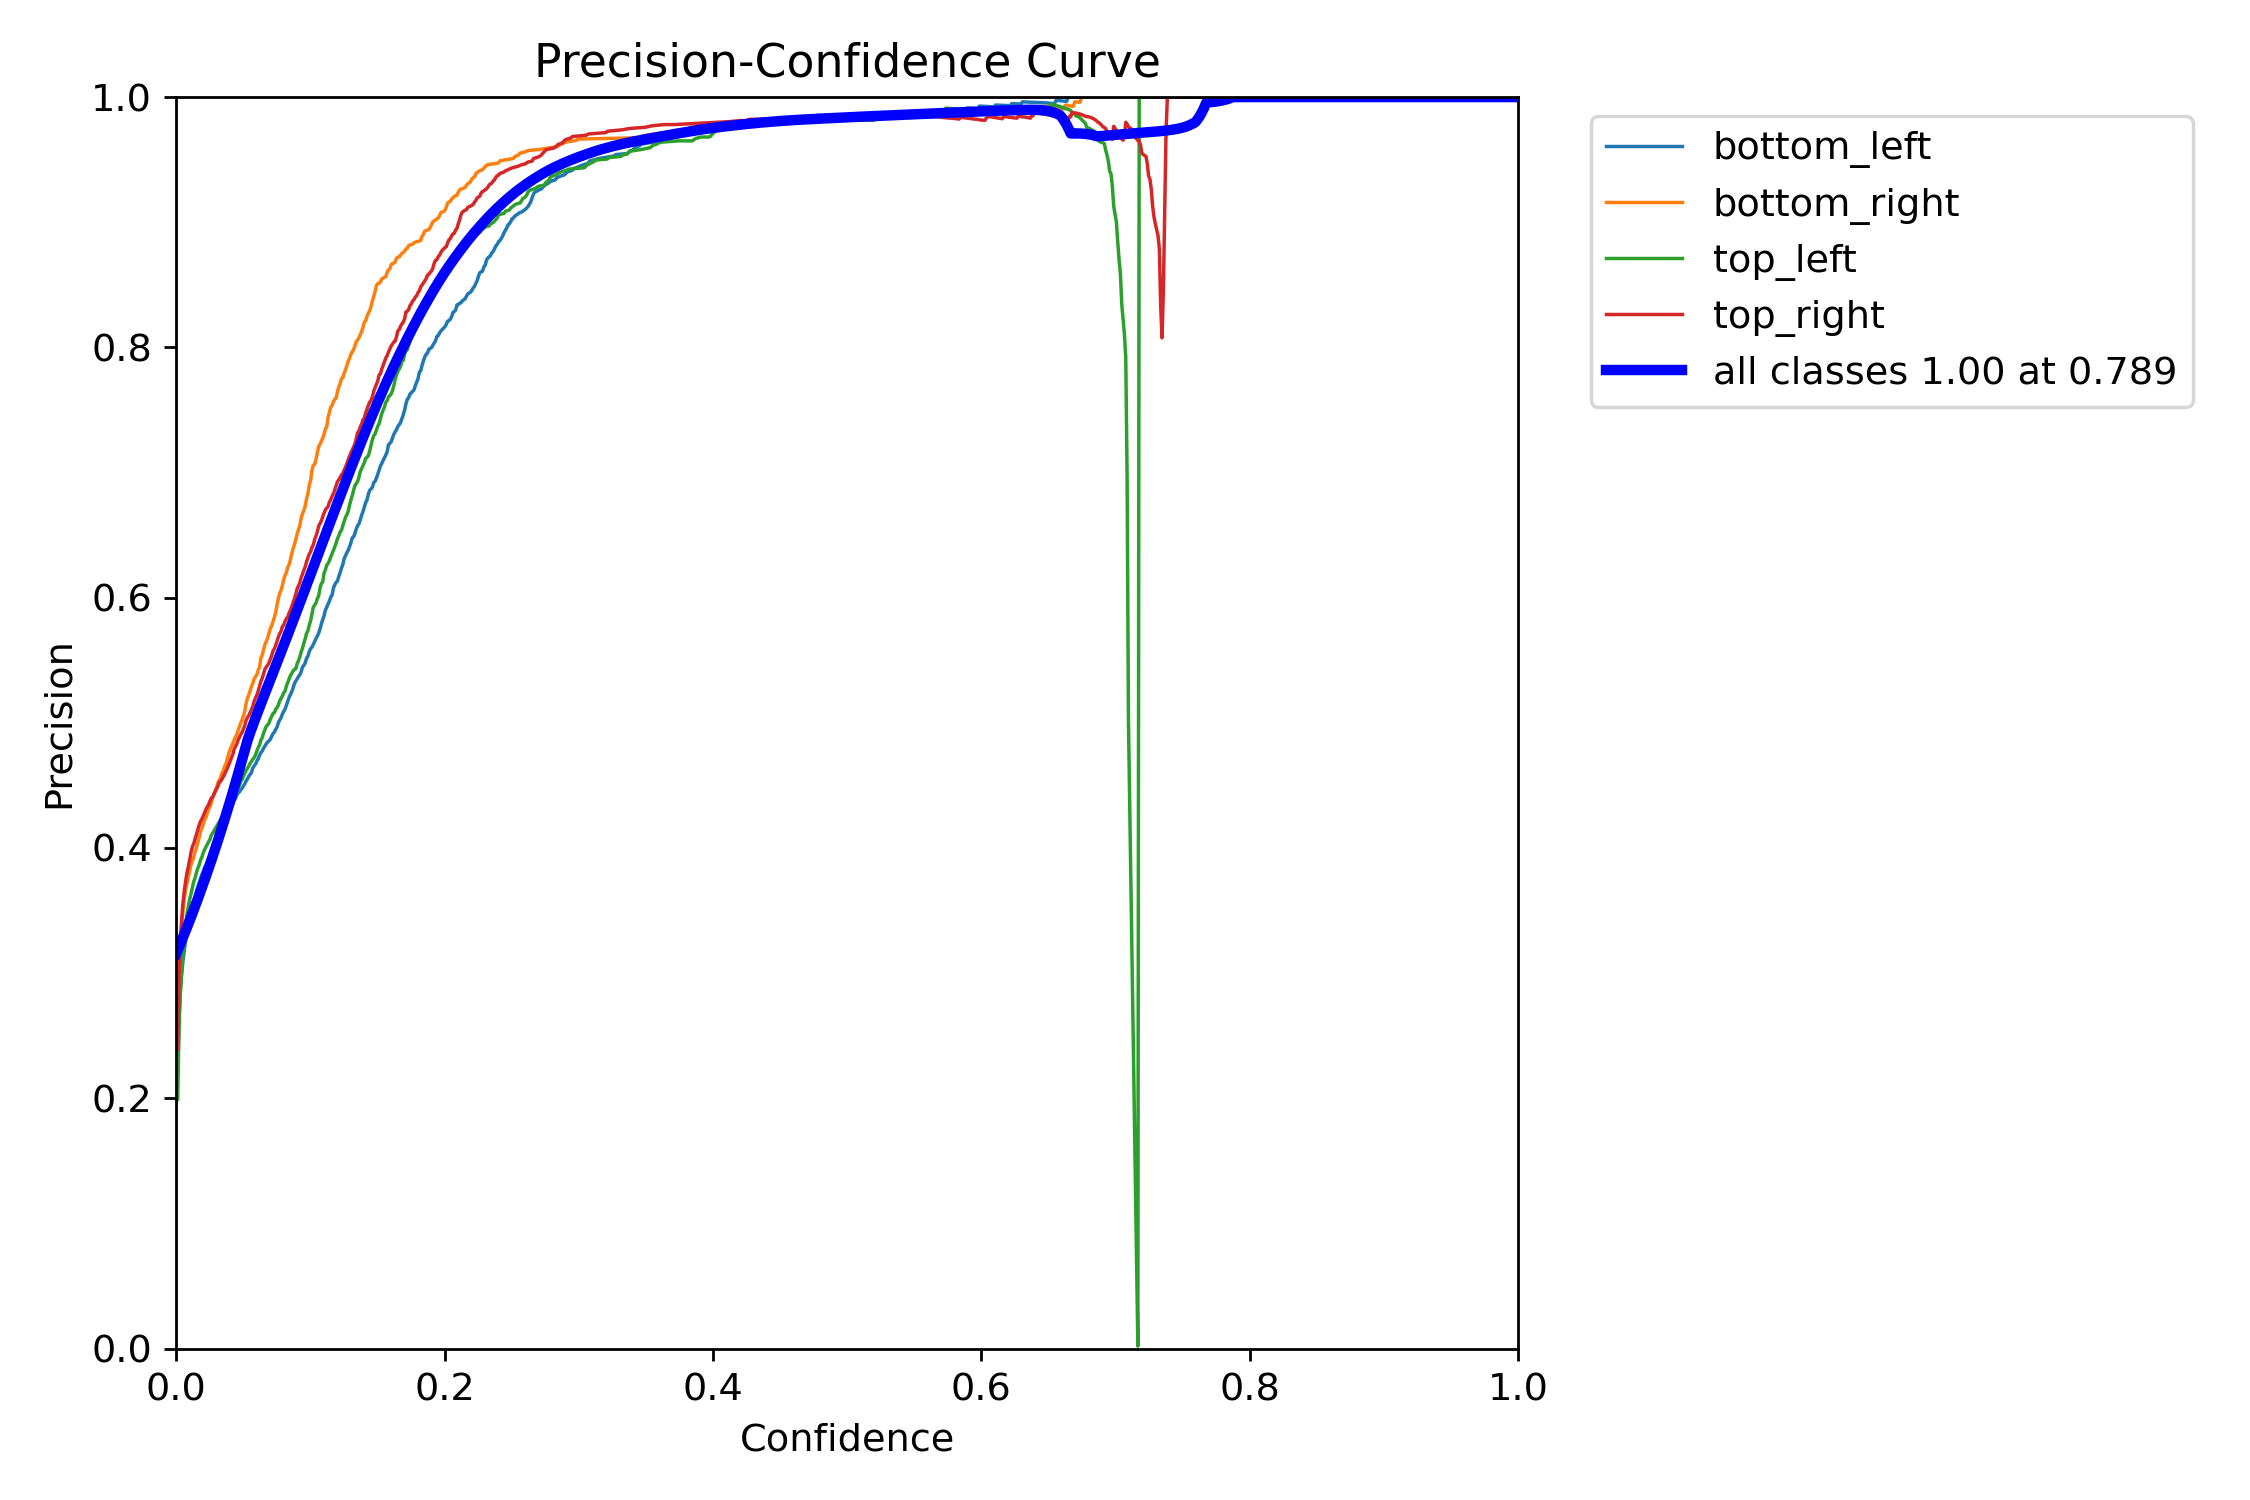 Precision-Confidence Curve
1.0
0.8
0.6
0.4
0.2
0.0
Precision
0.0 0.2 0.4 0.6 0.8 1.0
Confidence
bottom_left
bottom_right
top_left
top_right
all classes 1.00 at 0.789